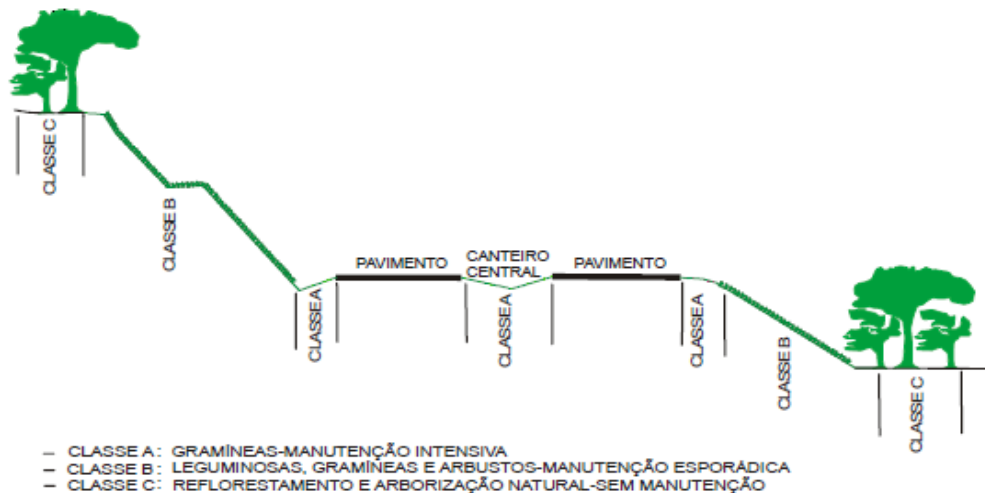 CLASSE C
CLASSE B
CLASSE A
PAVIMENTO
CANTEIRO
CENTRAL
CLASSE A
PAVIMENTO
CLASSE A
CLASSE B
CLASSE C
– CLASSE A: GRAMÍNEAS-MANUTENÇÃO INTENSIVA
– CLASSE B: LEGUMINOSAS, GRAMÍNEAS E ARBUSTOS-MANUTENÇÃO ESPORÁDICA
– CLASSE C: REFLORESTAMENTO E ARBORIZAÇÃO NATURAL-SEM MANUTENÇÃO